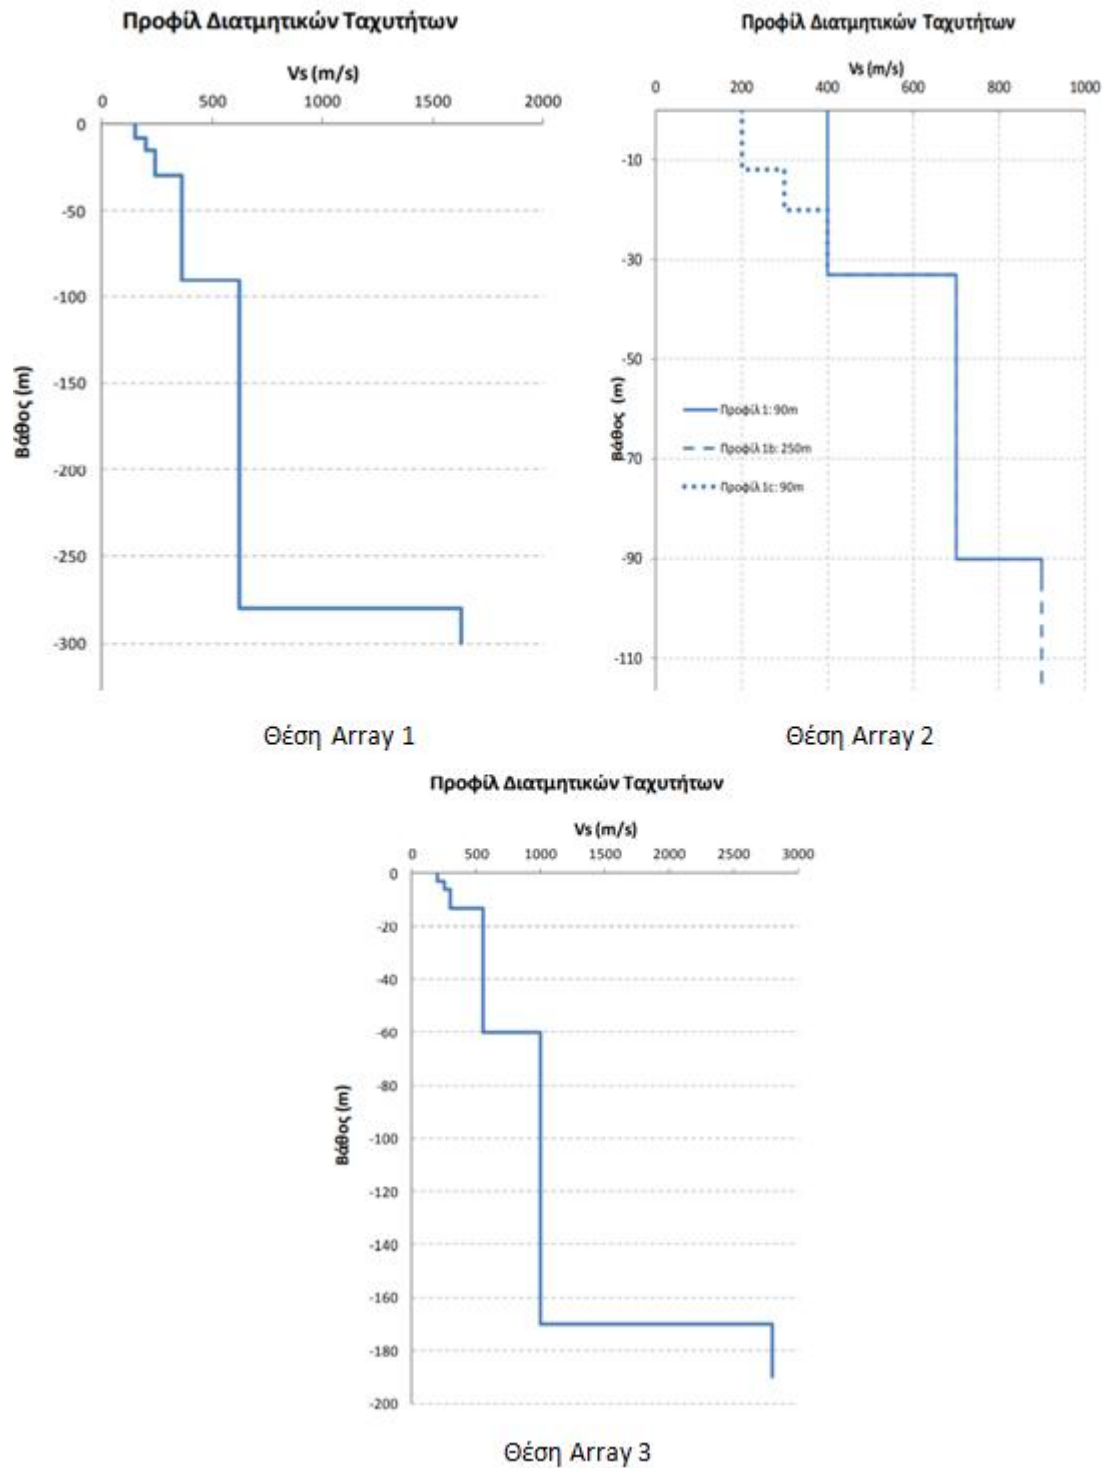 Προφίλ Διατμητικών Ταχυτήτων
Vs (m/s)
0 500 1000 1500 2000
0
-50
-100
-150
-200
-250
-300
Βάθος (m)
Θέση Array 1
Προφίλ Διατμητικών Ταχυτήτων
Vs (m/s)
0 200 400 600 800 1000
-10
-30
-50
-70
-90
-110
Βάθος (m)
Προφίλ 1: 90m
Προφίλ 1b: 250m
Προφίλ 1c: 90m
Θέση Array 2
Προφίλ Διατμητικών Ταχυτήτων
Vs (m/s)
0 500 1000 1500 2000 2500 3000
0
-20
-40
-60
-80
-100
-120
-140
-160
-180
-200
Βάθος (m)
Θέση Array 3